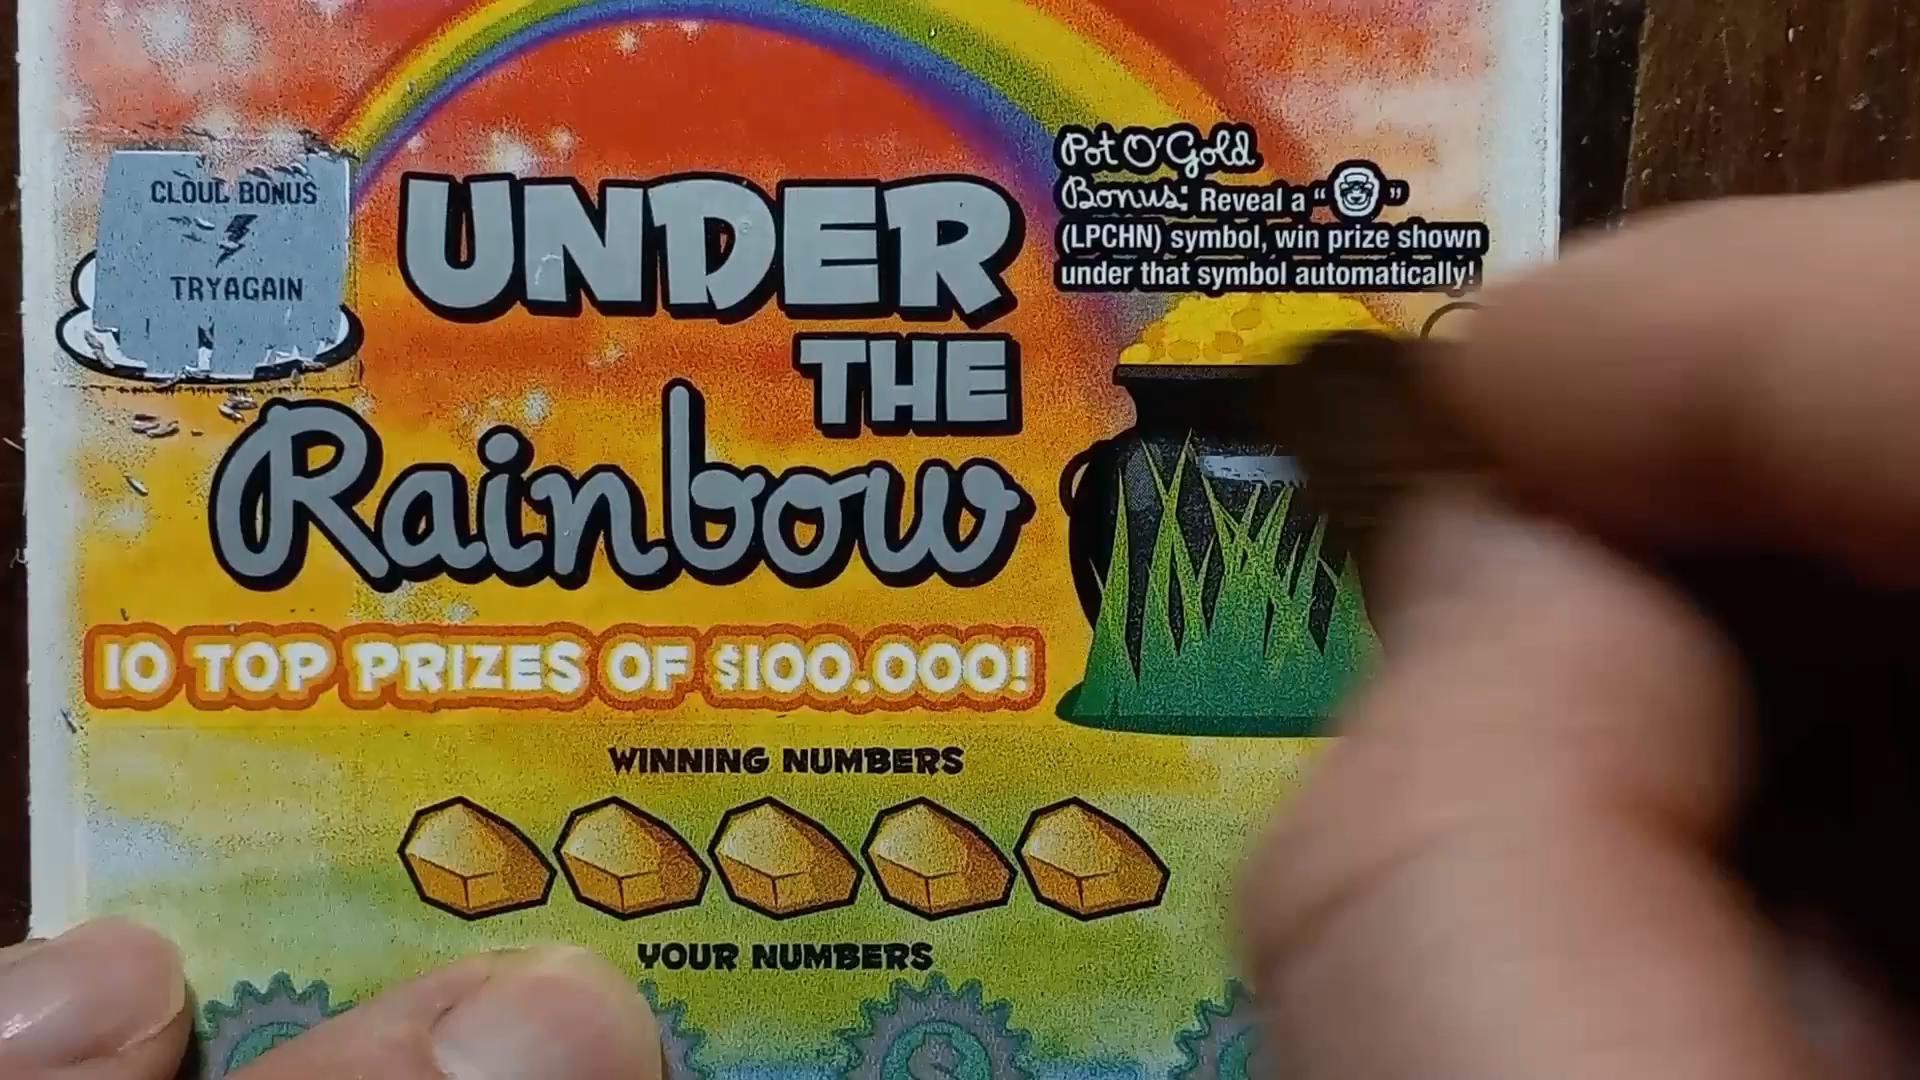 CLOUD BONUS
TRYAGAIN
UNDER
THE
Rainbow
Pot O'Gold
Bonus: Reveal a “ ”
(LPCHN) symbol, win prize shown
under that symbol automatically!
10 TOP PRIZES OF $100,000!
WINNING NUMBERS
YOUR NUMBERS